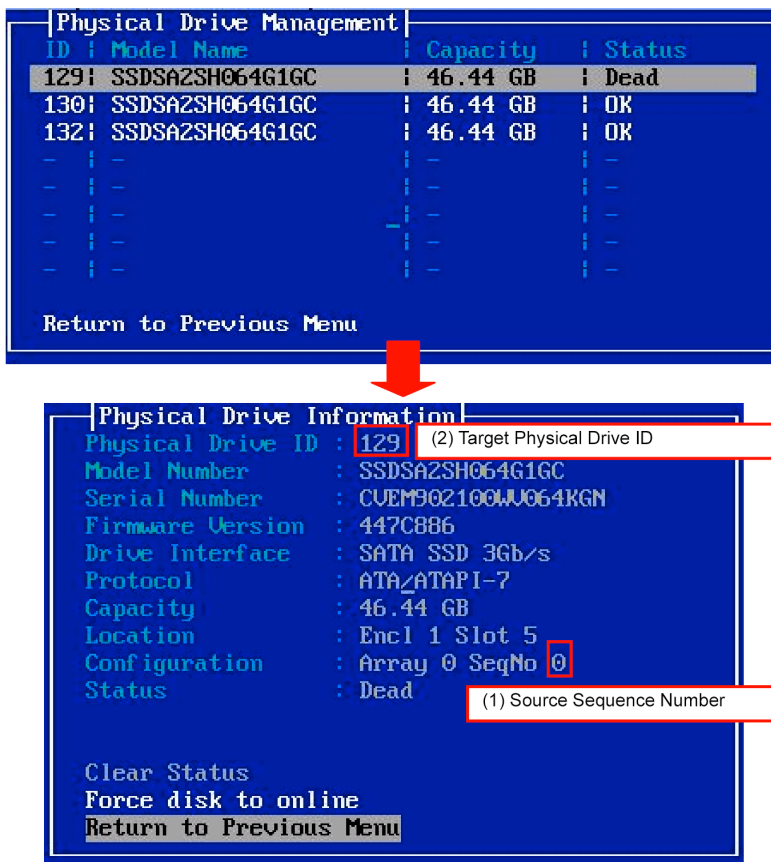 Physical Drive Management
ID ¦ Model Name ¦ Capacity ¦ Status
129¦ SSDSA2SH064G1GC ¦ 46.44 GB ¦ Dead
130¦ SSDSA2SH064G1GC ¦ 46.44 GB ¦ OK
132¦ SSDSA2SH064G1GC ¦ 46.44 GB ¦ OK
- ¦ - ¦ - ¦ -
- ¦ - ¦ - ¦ -
- ¦ - _¦ - ¦ -
- ¦ - ¦ - ¦ -
- ¦ - ¦ - ¦ -
Return to Previous Menu
Physical Drive Information
Physical Drive ID : 129 (2) Target Physical Drive ID
Model Number : SSDSA2SH064G1GC
Serial Number : CVEM902100WV064KGN
Firmware Version : 447C886
Drive Interface : SATA SSD 3Gb/s
Protocol : ATA/ATAPI-7
Capacity : 46.44 GB
Location : Encl 1 Slot 5
Configuration : Array 0 SeqNo 0
Status : Dead
(1) Source Sequence Number
Clear Status
Force disk to online
Return to Previous Menu